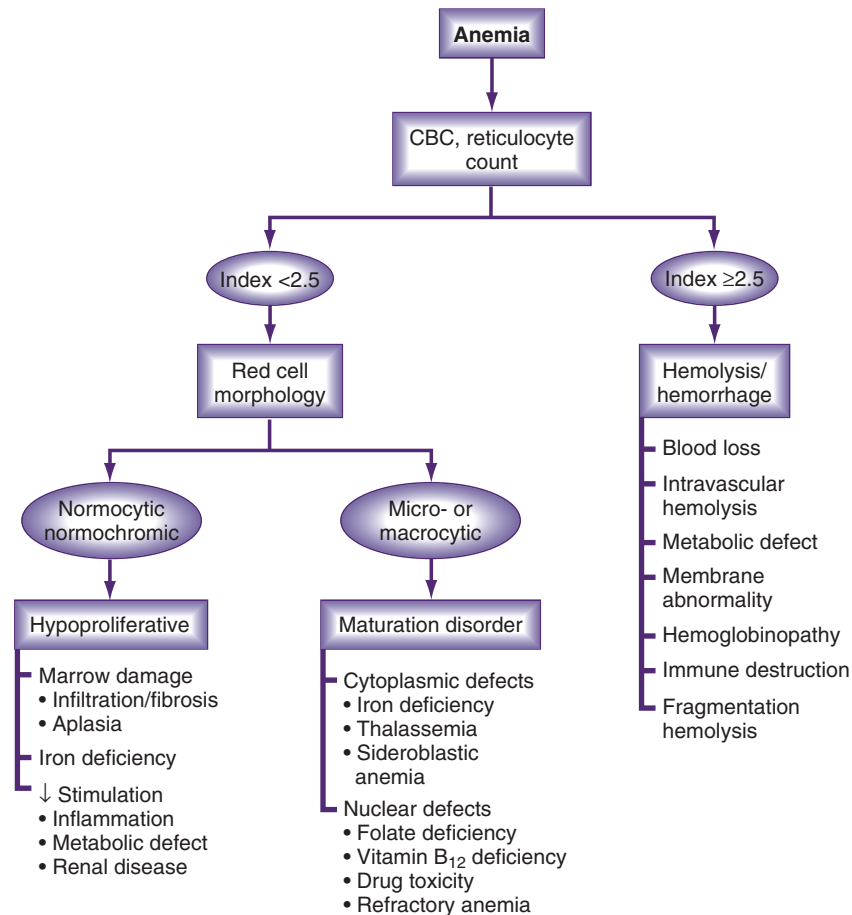 Anemia
CBC, reticulocyte
count
Index <2.5
Index ≥2.5
Red cell
morphology
Hemolysis/
hemorrhage
Blood loss
Intravascular
hemolysis
Metabolic defect
Membrane
abnormality
Hemoglobinopathy
Immune destruction
Fragmentation
hemolysis
Normocytic
normochromic
Micro- or
macrocytic
Hypoproliferative
Marrow damage
• Infiltration/fibrosis
• Aplasia
Iron deficiency
↓ Stimulation
• Inflammation
• Metabolic defect
• Renal disease
Maturation disorder
Cytoplasmic defects
• Iron deficiency
• Thalassemia
• Sideroblastic
anemia
Nuclear defects
• Folate deficiency
• Vitamin B₁₂ deficiency
• Drug toxicity
• Refractory anemia